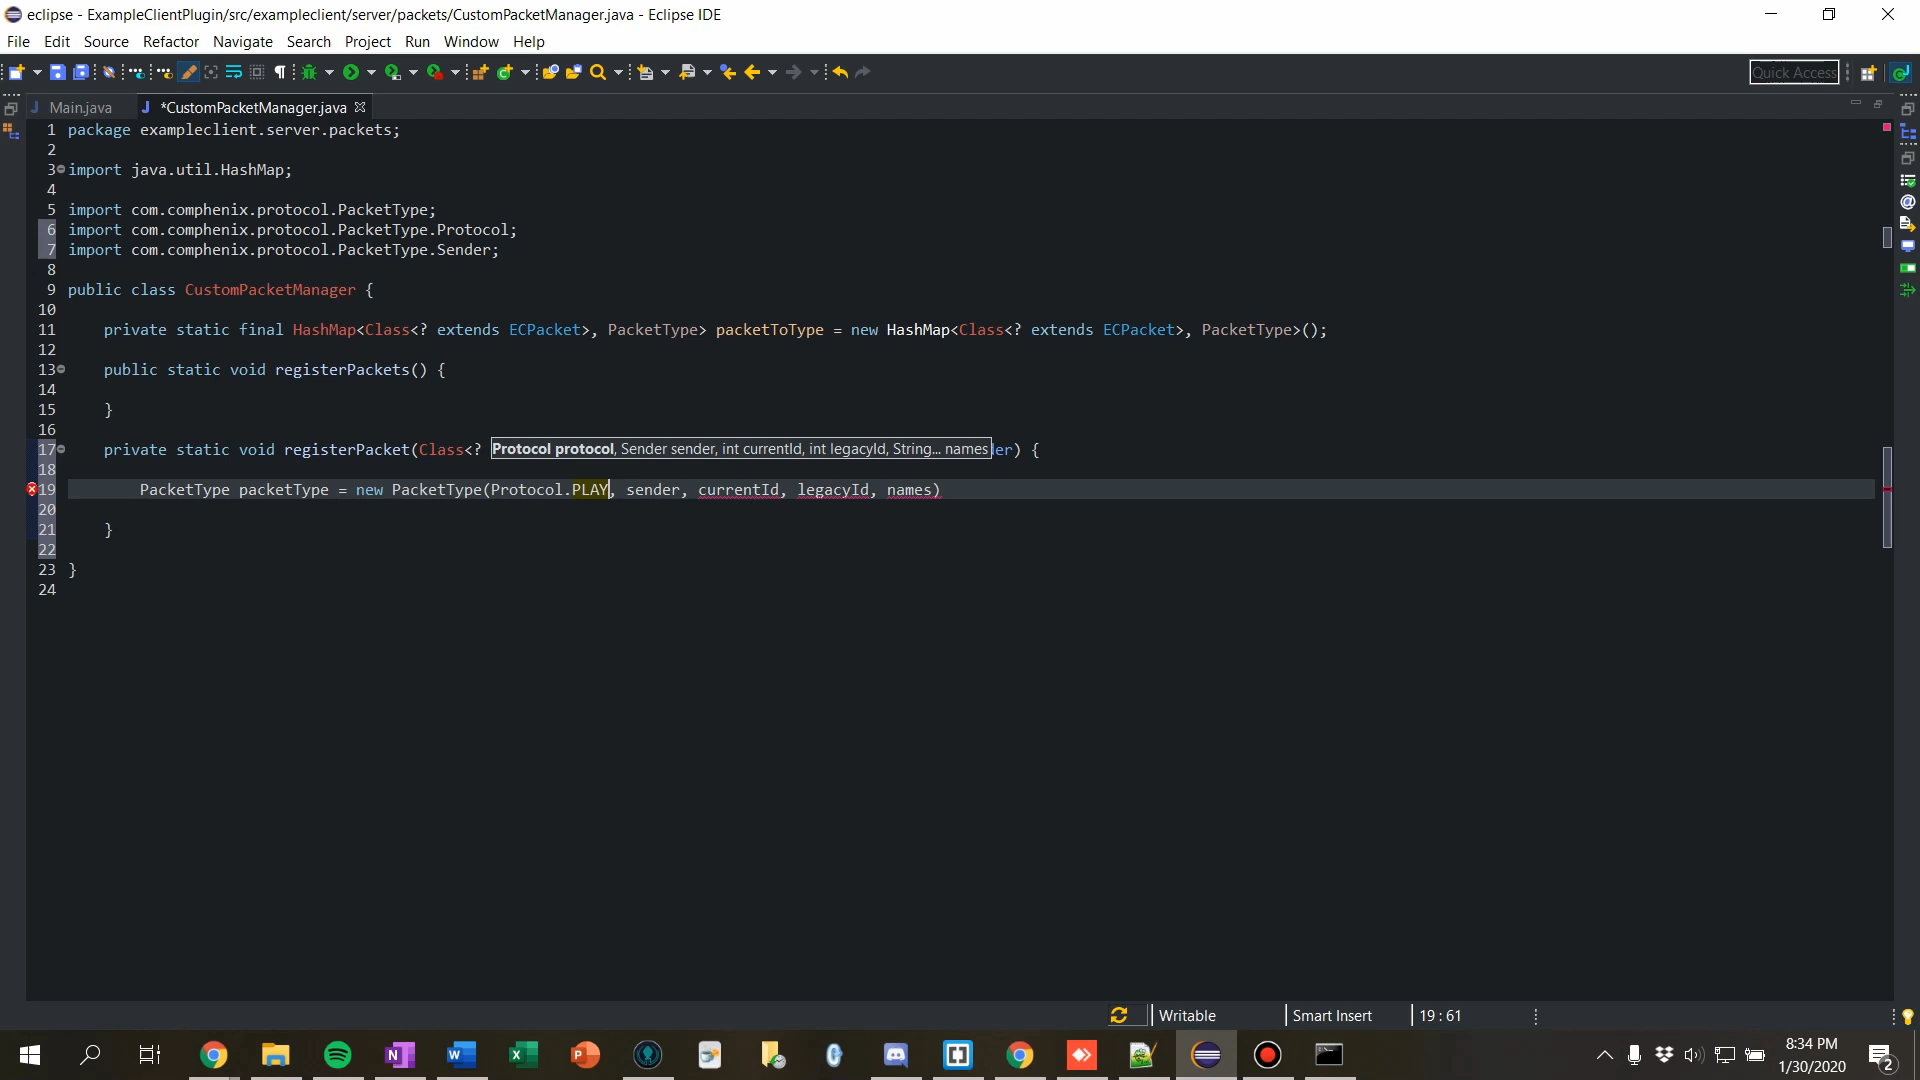 eclipse - ExampleClientPlugin/src/exampleclient/server/packets/CustomPacketManager.java - Eclipse IDE
File Edit Source Refactor Navigate Search Project Run Window Help
Quick Access
Main.java *CustomPacketManager.java
1 package exampleclient.server.packets;
2
3 import java.util.HashMap;
4
5 import com.comphenix.protocol.PacketType;
6 import com.comphenix.protocol.PacketType.Protocol;
7 import com.comphenix.protocol.PacketType.Sender;
8
9 public class CustomPacketManager {
10
11 private static final HashMap<Class<? extends ECPacket>, PacketType> packetToType = new HashMap<Class<? extends ECPacket>, PacketType>();
12
13 public static void registerPackets() {
14
15 }
16
17 private static void registerPacket(Class<? Protocol protocol, Sender sender, int currentId, int legacyId, String... names er) {
18
19 PacketType packetType = new PacketType(Protocol.PLAY, sender, currentId, legacyId, names)
20
21 }
22
23 }
24
Writable Smart Insert 19 : 61
8:34 PM
1/30/2020
2